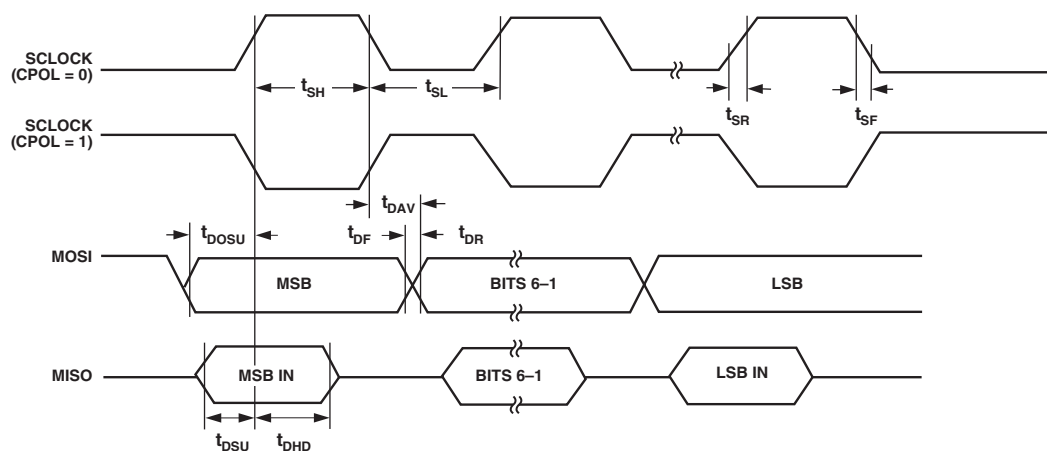 SCLOCK
(CPOL = 0)
tSH
tSL
tSR
tSF
SCLOCK
(CPOL = 1)
tDAV
tDOSU
tDF
tDR
MOSI
MSB
BITS 6–1
LSB
MISO
MSB IN
BITS 6–1
LSB IN
tDSU
tDHD